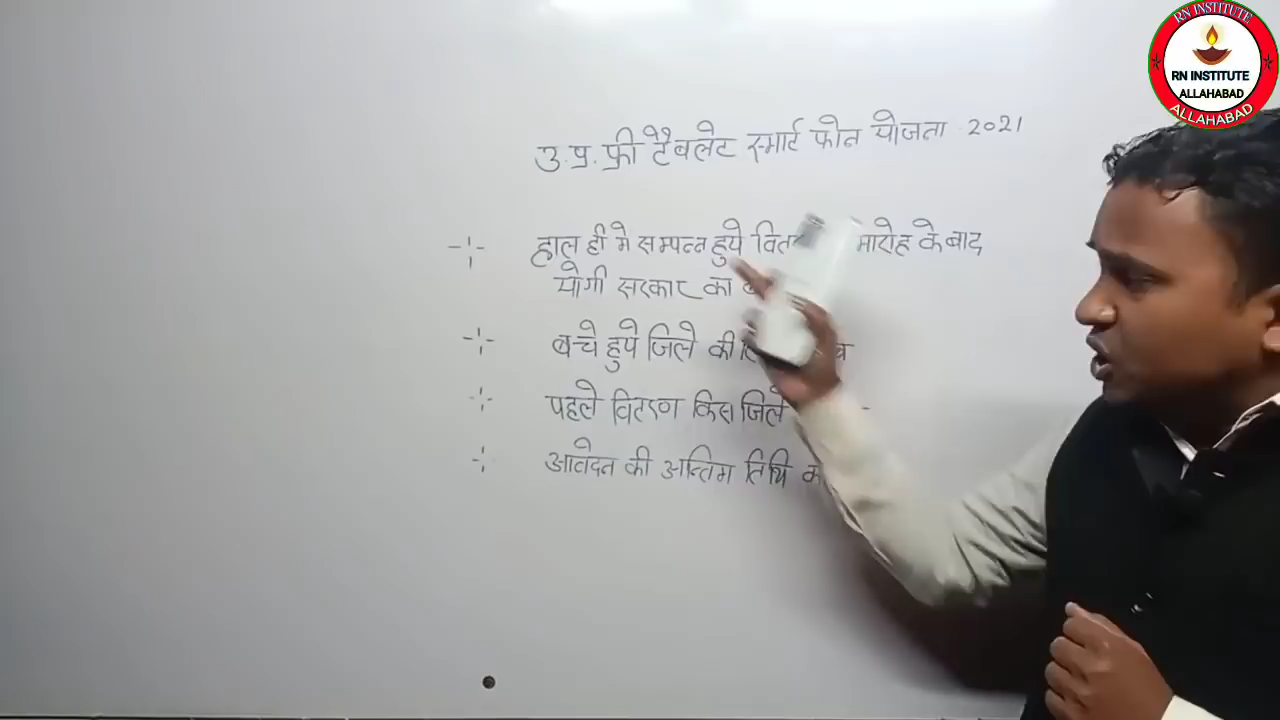 RN INSTITUTE
RN INSTITUTE
ALLAHABAD
ALLAHABAD
उ.प्र. फ्री टैबलेट स्मार्ट फोन योजना 2021
हाल ही मे सम्पन्न हुये के बाद
योगी सरकार का
बच्चे हुये जिले की
पहले वितरण किस जिले
आवेदन की अन्तिम तिथि